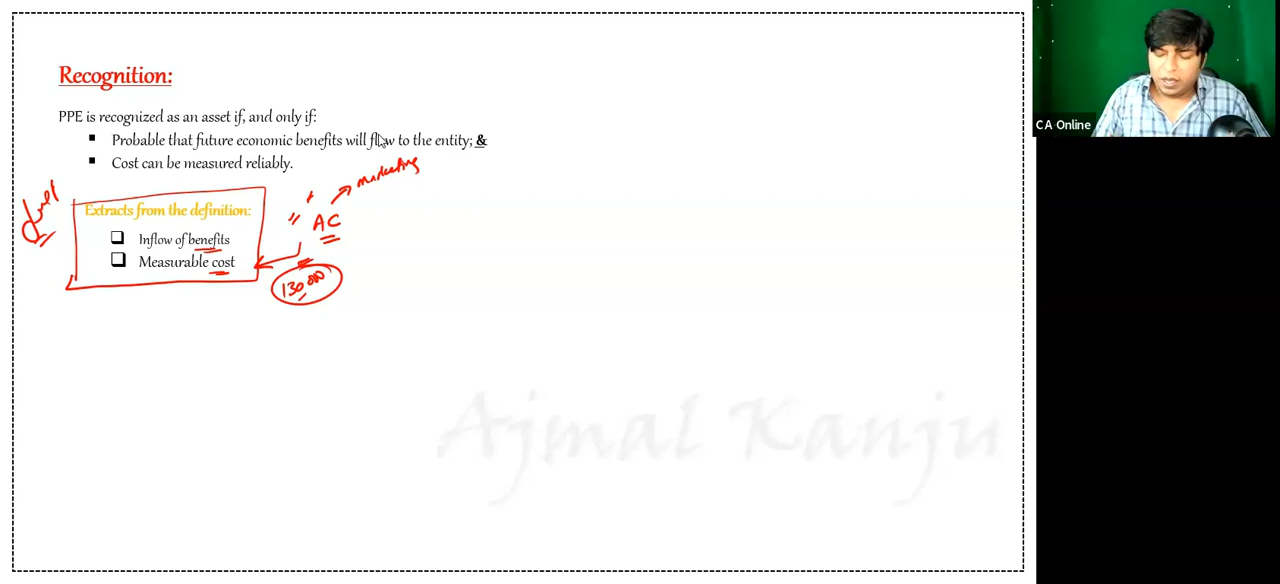 Recognition:
PPE is recognized as an asset if, and only if:
▪ Probable that future economic benefits will flow to the entity; &
▪ Cost can be measured reliably.
marketing
Extracts from the definition:
AC
❑ Inflow of benefits
❑ Measurable cost
130,000
Ajmal Kanju
C A Online